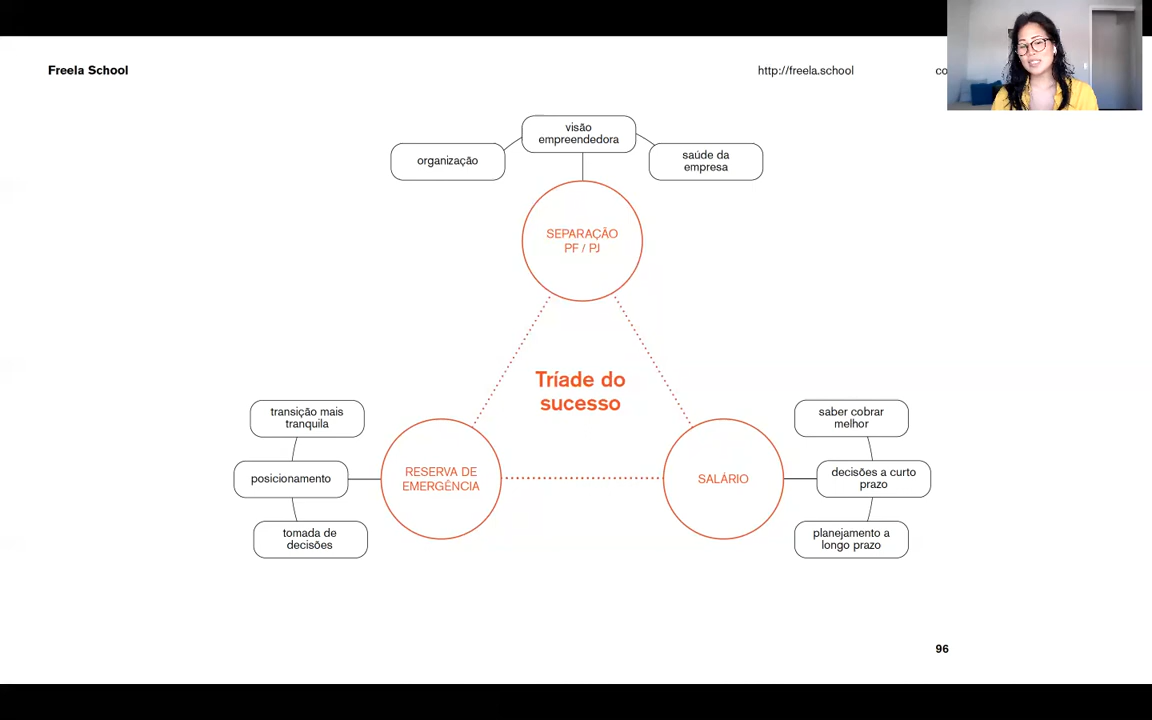 Freela School
http://freela.school
co
visão
empreendedora
organização
saúde da
empresa
SEPARAÇÃO
PF / PJ
Tríade do
sucesso
transição mais
tranquila
posicionamento
tomada de
decisões
RESERVA DE
EMERGÊNCIA
SALÁRIO
saber cobrar
melhor
decisões a curto
prazo
planejamento a
longo prazo
96